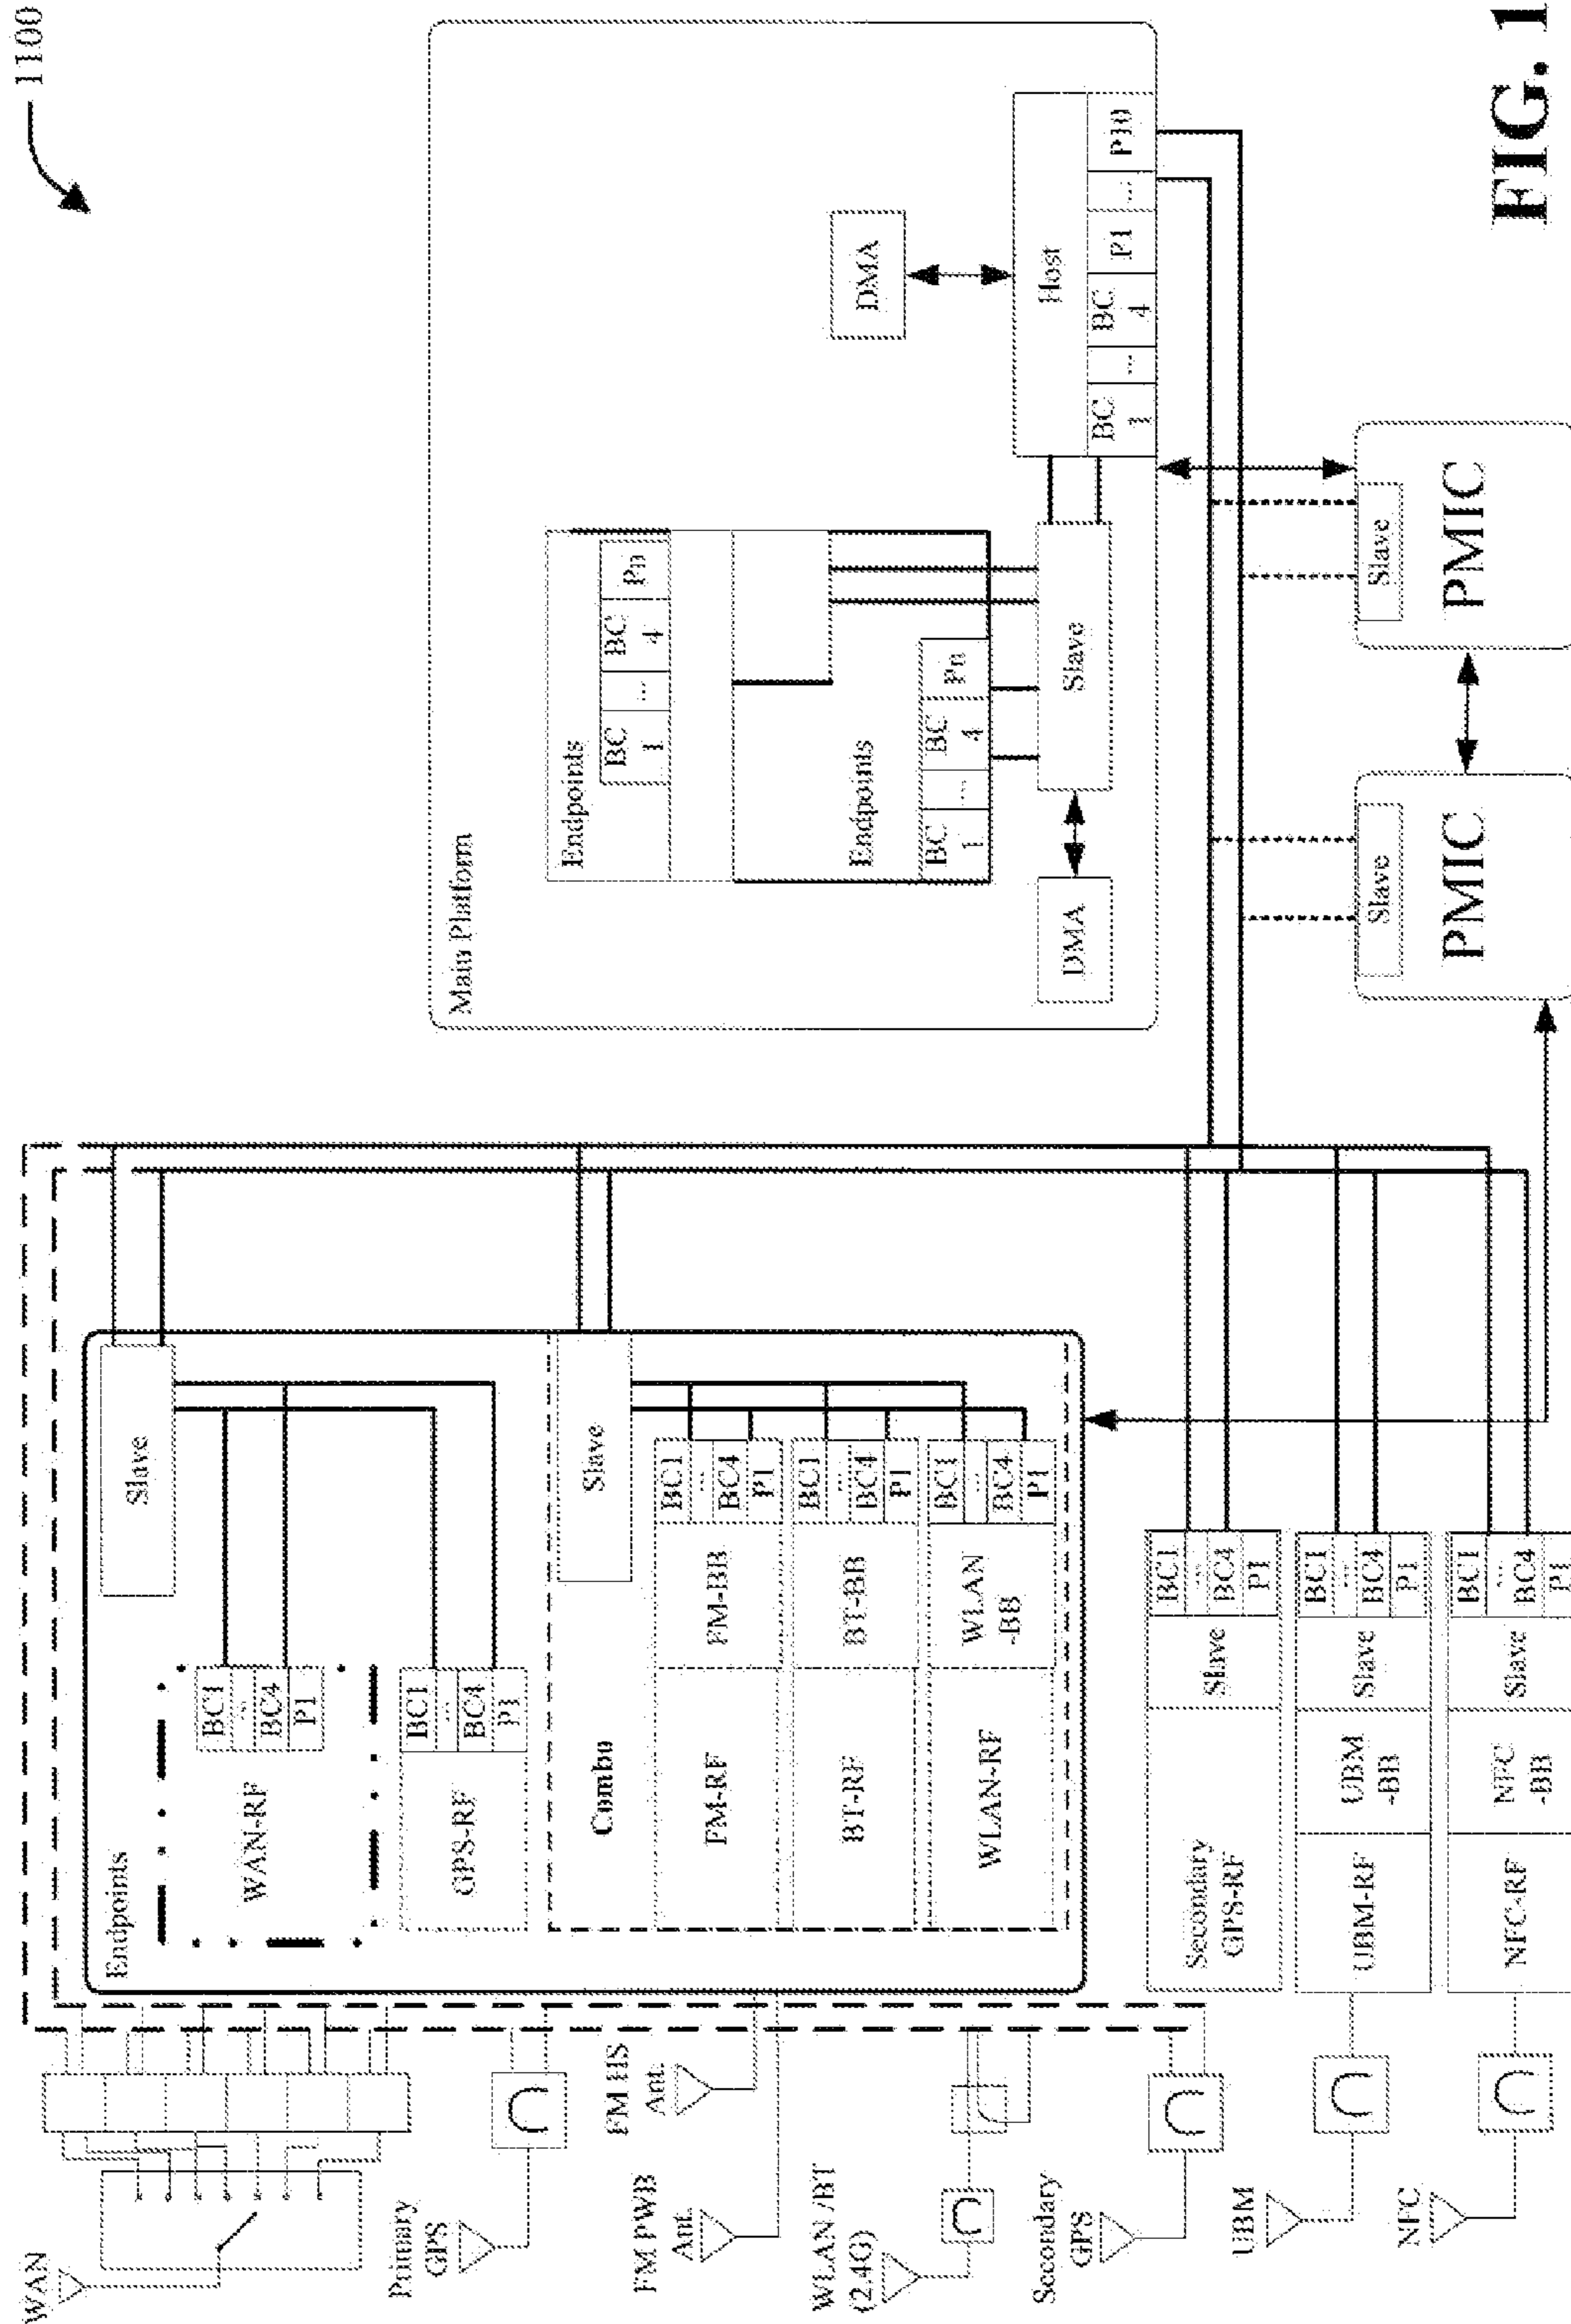 1100
WAN
Primary
GPS
FM PWB
Ant.
FM HS
Ant.
WLAN /BT
(2.4G)
Secondary
GPS
UBM
NFC
Endpoints
WAN-RF
BC1
...
BC4
P1
Slave
GPS-RF
BC1
...
BC4
P1
Combo
Slave
FM-RF
FM-BB
BC1
...
BC4
P1
BT-RF
BT-BB
BC1
...
BC4
P1
WLAN-RF
WLAN
-BB
BC1
...
BC4
P1
Secondary
GPS-RF
Slave
BC1
...
BC4
P1
UBM-RF
UBM
-BB
Slave
BC1
...
BC4
P1
NFC-RF
NFC
-BB
Slave
BC1
...
BC4
P1
Main Platform
Endpoints
BC
1
...
BC
4
Pn
Endpoints
BC
1
...
BC
4
Pn
DMA
Slave
DMA
Host
BC
1
...
BC
4
P1
...
P10
Slave
PMIC
Slave
PMIC
FIG. 1